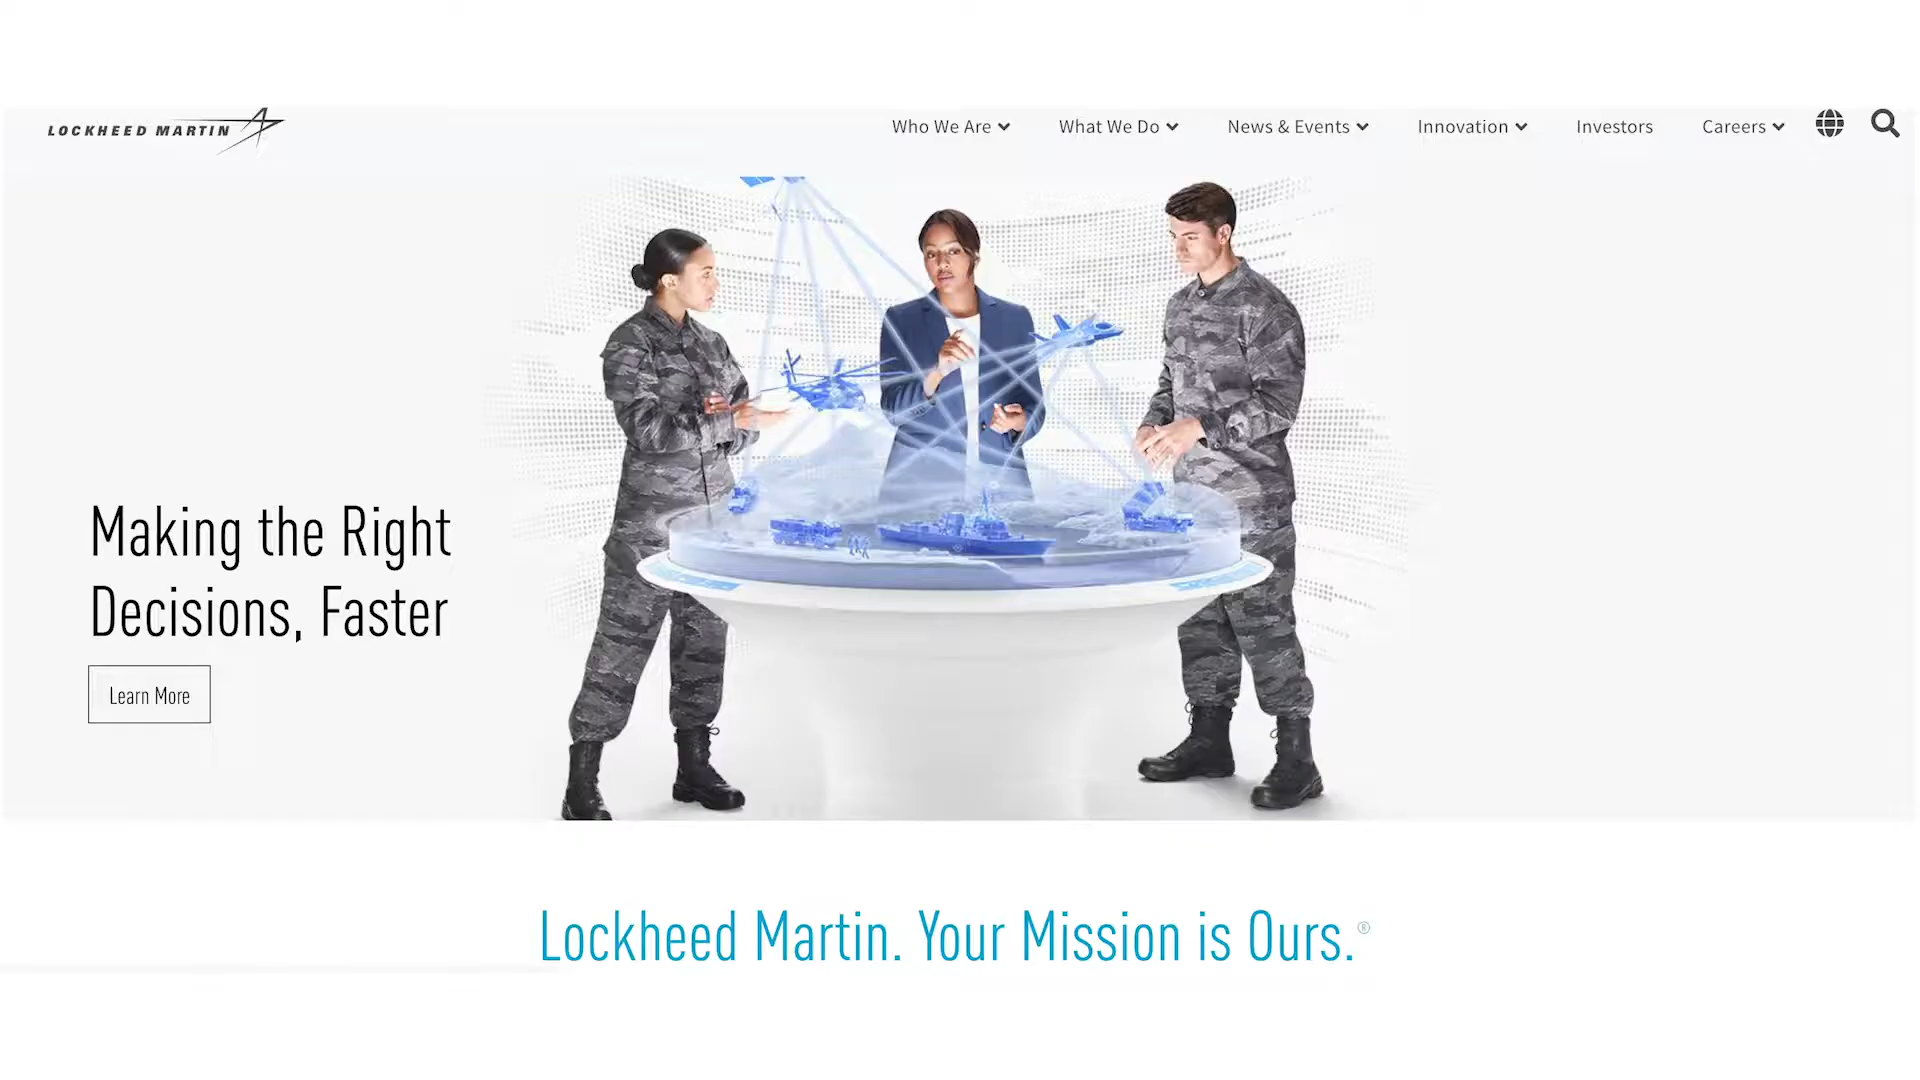 LOCKHEED MARTIN
Who We Are
What We Do
News & Events
Innovation
Investors
Careers
Making the Right
Decisions, Faster
Learn More
Lockheed Martin. Your Mission is Ours.®